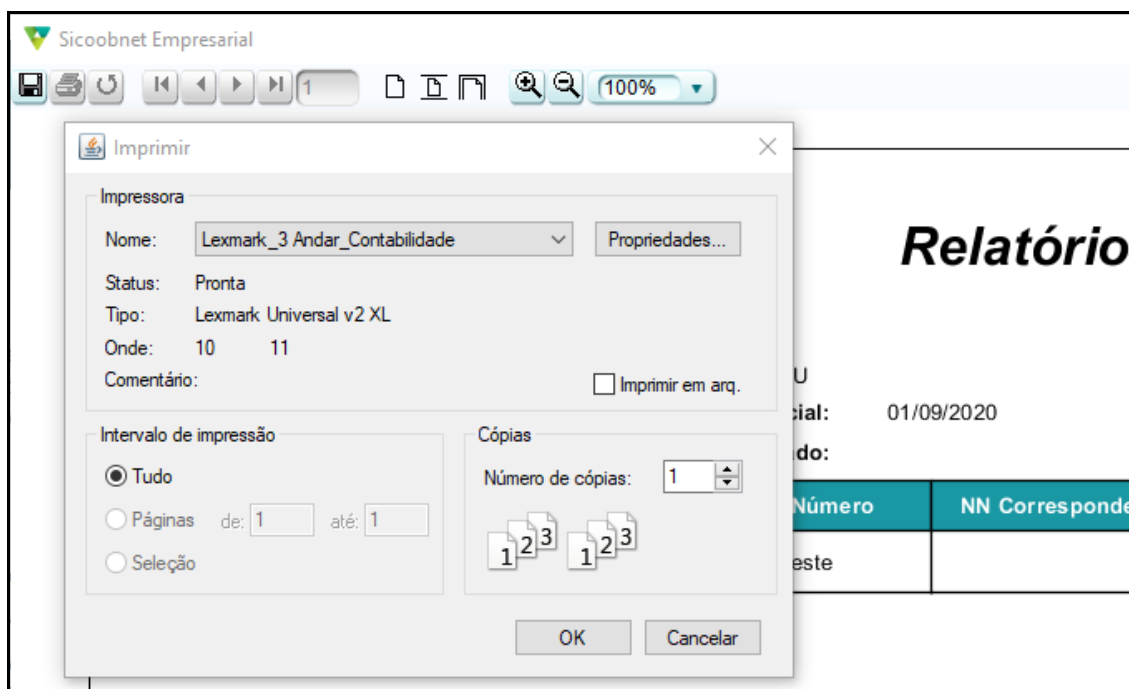 Sicoobnet Empresarial
1
100%
Imprimir
Impressora
Nome: Lexmark_3 Andar_Contabilidade Propriedades...
Status: Pronta
Tipo: Lexmark Universal v2 XL
Onde: 10 11
Comentário:
Imprimir em arq.
Intervalo de impressão
Tudo
Páginas de: 1 até: 1
Seleção
Cópias
Número de cópias: 1
1 2 3 1 2 3
OK Cancelar
Relatório
U
cial: 01/09/2020
do:
Número NN Corresponde
este